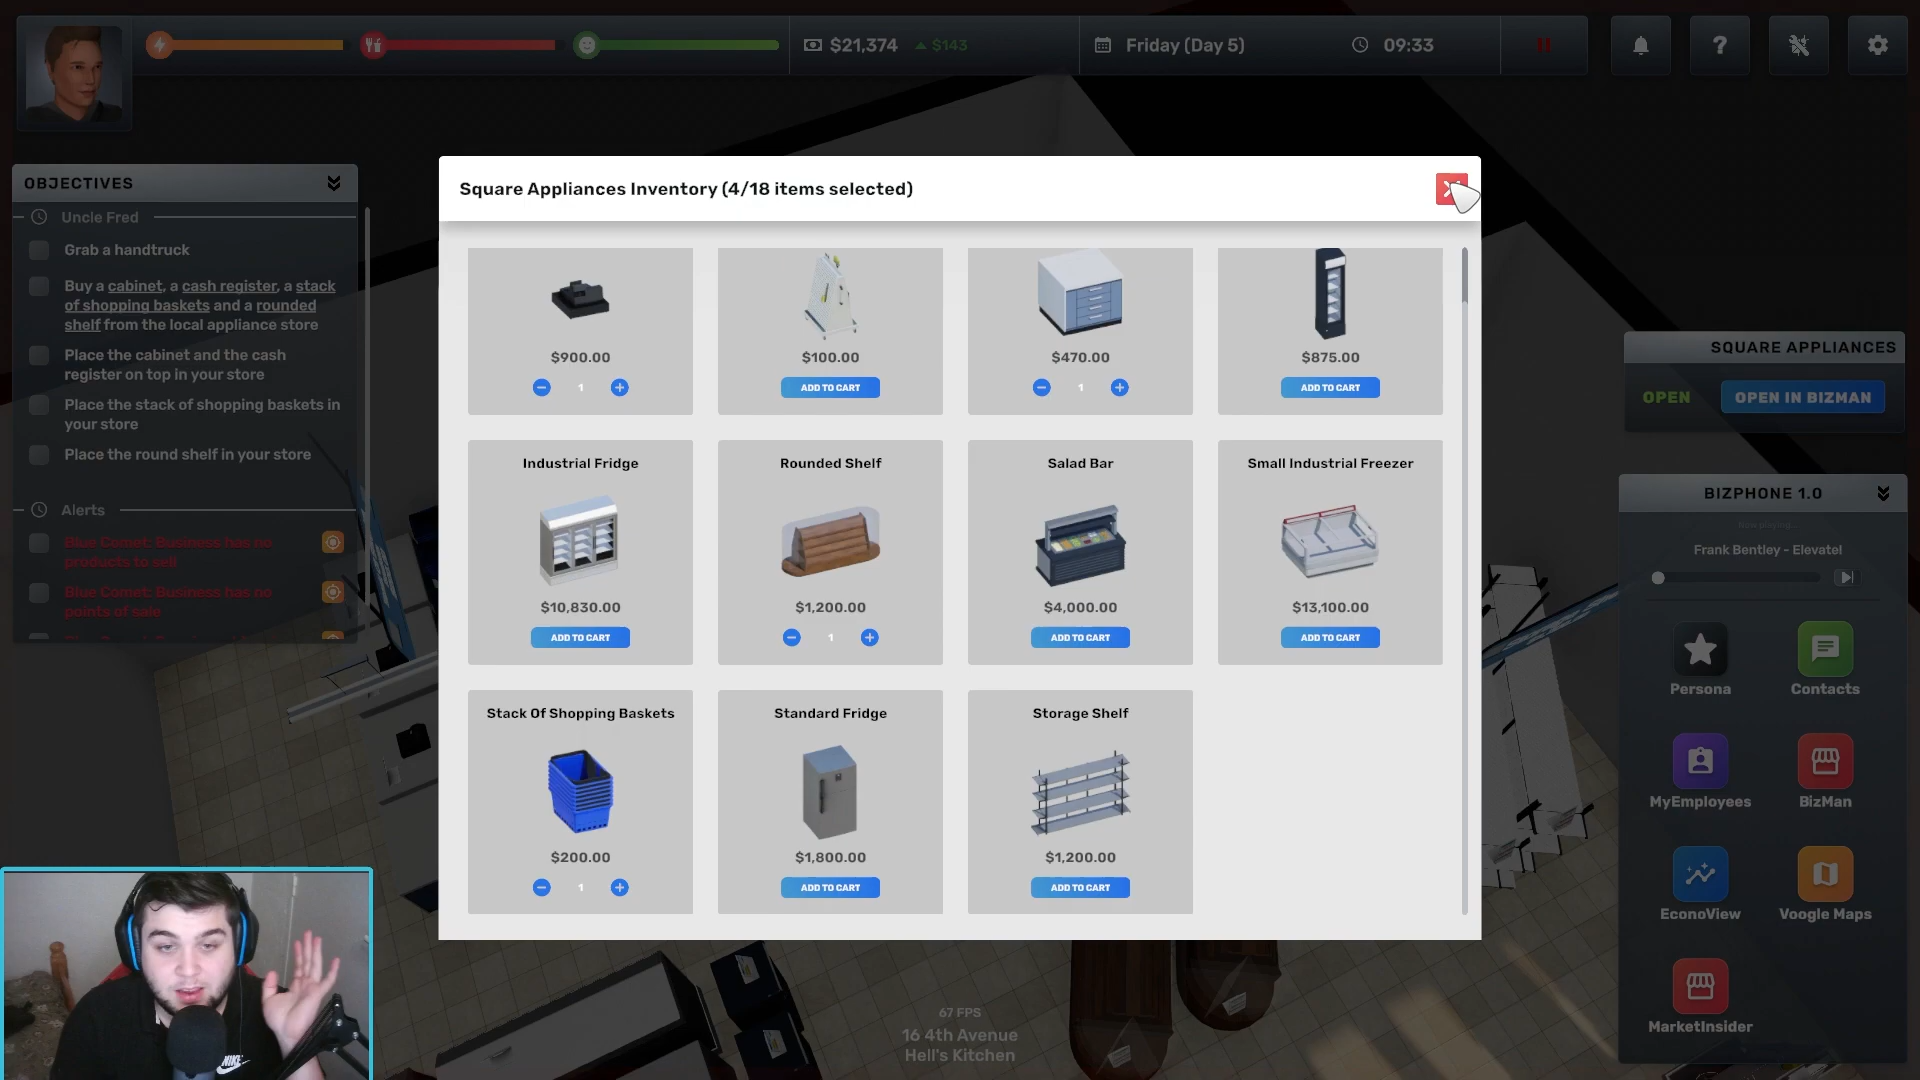 $21,374
$143
Friday (Day 5)
09:33
OBJECTIVES
Uncle Fred
Grab a handtruck
Buy a cabinet, a cash register, a stack
of shopping baskets and a rounded
shelf from the local appliance store
Place the cabinet and the cash
register on top in your store
Place the stack of shopping baskets in
your store
Place the round shelf in your store
Alerts
Blue Comet: Business has no
products to sell
Blue Comet: Business has no
points of sale
Square Appliances Inventory (4/18 items selected)
$900.00
1
$100.00
ADD TO CART
$470.00
1
$875.00
ADD TO CART
Industrial Fridge
$10,830.00
ADD TO CART
Rounded Shelf
$1,200.00
1
Salad Bar
$4,000.00
ADD TO CART
Small Industrial Freezer
$13,100.00
ADD TO CART
Stack Of Shopping Baskets
$200.00
1
Standard Fridge
$1,800.00
ADD TO CART
Storage Shelf
$1,200.00
ADD TO CART
SQUARE APPLIANCES
OPEN
OPEN IN BIZMAN
BIZPHONE 1.0
Now playing...
Frank Bentley - Elevatel
Persona
Contacts
MyEmployees
BizMan
EconoView
Voogle Maps
MarketInsider
67 FPS
16 4th Avenue
Hell's Kitchen
NIKE